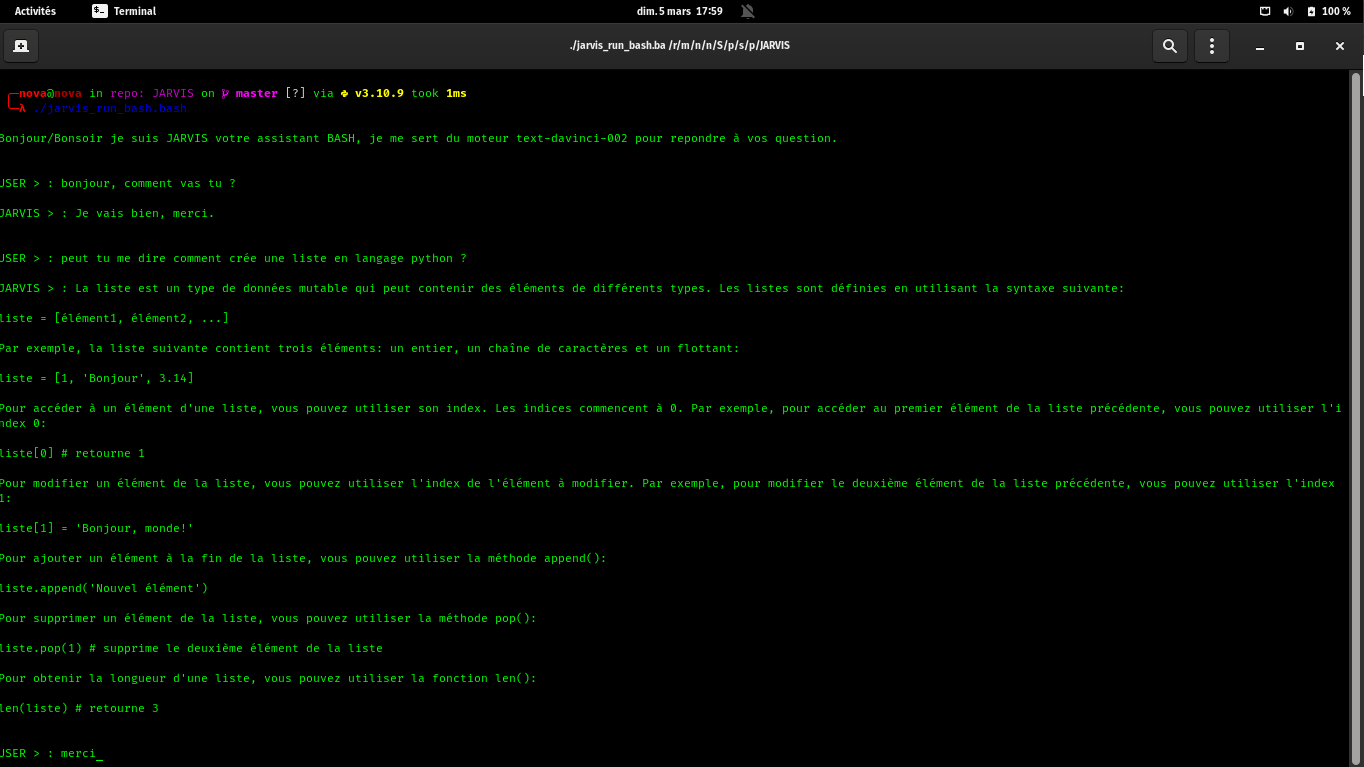 Activités Terminal dim. 5 mars 17:59 100 %
./jarvis_run_bash.ba /r/m/n/n/S/p/s/p/JARVIS
nova@nova in repo: JARVIS on master [?] via v3.10.9 took 1ms
λ ./jarvis_run_bash.bash
Bonjour/Bonsoir je suis JARVIS votre assistant BASH, je me sert du moteur text-davinci-002 pour repondre à vos question.
USER > : bonjour, comment vas tu ?
JARVIS > : Je vais bien, merci.
USER > : peut tu me dire comment crée une liste en langage python ?
JARVIS > : La liste est un type de données mutable qui peut contenir des éléments de différents types. Les listes sont définies en utilisant la syntaxe suivante:
liste = [élément1, élément2, ...]
Par exemple, la liste suivante contient trois éléments: un entier, un chaîne de caractères et un flottant:
liste = [1, 'Bonjour', 3.14]
Pour accéder à un élément d'une liste, vous pouvez utiliser son index. Les indices commencent à 0. Par exemple, pour accéder au premier élément de la liste précédente, vous pouvez utiliser l'i
ndex 0:
liste[0] # retourne 1
Pour modifier un élément de la liste, vous pouvez utiliser l'index de l'élément à modifier. Par exemple, pour modifier le deuxième élément de la liste précédente, vous pouvez utiliser l'index
1:
liste[1] = 'Bonjour, monde!'
Pour ajouter un élément à la fin de la liste, vous pouvez utiliser la méthode append():
liste.append('Nouvel élément')
Pour supprimer un élément de la liste, vous pouvez utiliser la méthode pop():
liste.pop(1) # supprime le deuxième élément de la liste
Pour obtenir la longueur d'une liste, vous pouvez utiliser la fonction len():
len(liste) # retourne 3
USER > : merci_